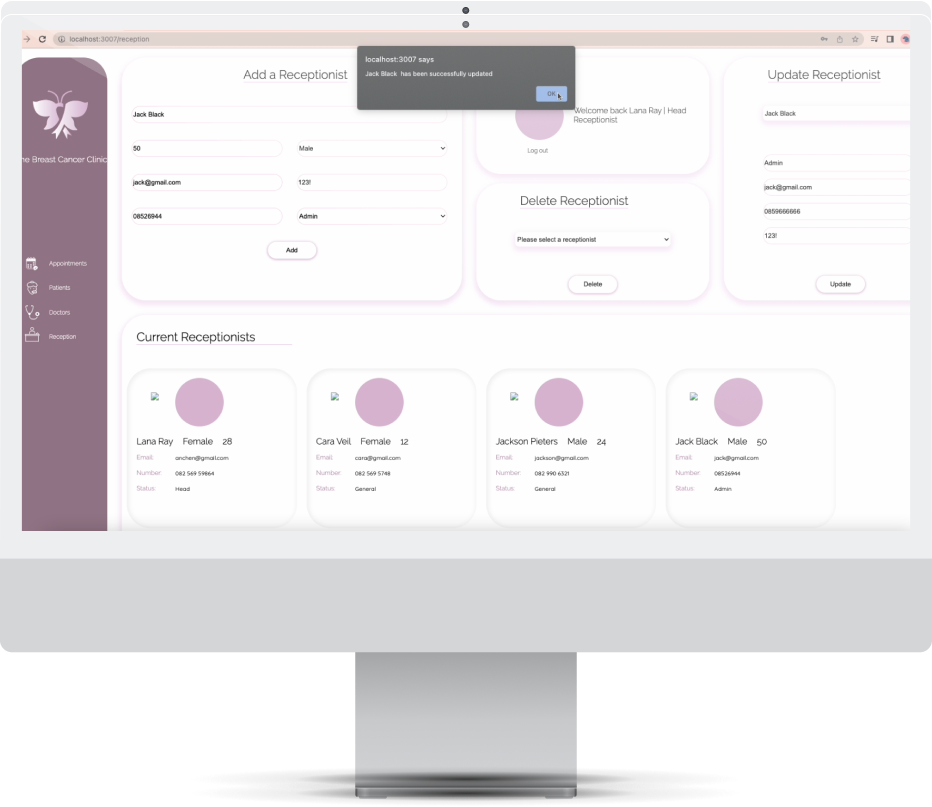 localhost:3007/reception
localhost:3007 says
Jack Black has been successfully updated
OK
he Breast Cancer Clinic
Appointments
Patients
Doctors
Reception
Add a Receptionist
Jack Black
50
Male
jack@gmail.com
123!
08526944
Admin
Add
Welcome back Lana Ray | Head
Receptionist
Log out
Delete Receptionist
Please select a receptionist
Delete
Update Receptionist
Jack Black
Admin
jack@gmail.com
0859666666
123!
Update
Current Receptionists
Lana Ray Female 28
Email: anchen@gmail.com
Number: 082 569 59864
Status: Head
Cara Veil Female 12
Email: cara@gmail.com
Number: 082 569 5748
Status: General
Jackson Pieters Male 24
Email: jackson@gmail.com
Number: 082 990 6321
Status: General
Jack Black Male 50
Email: jack@gmail.com
Number: 08526944
Status: Admin